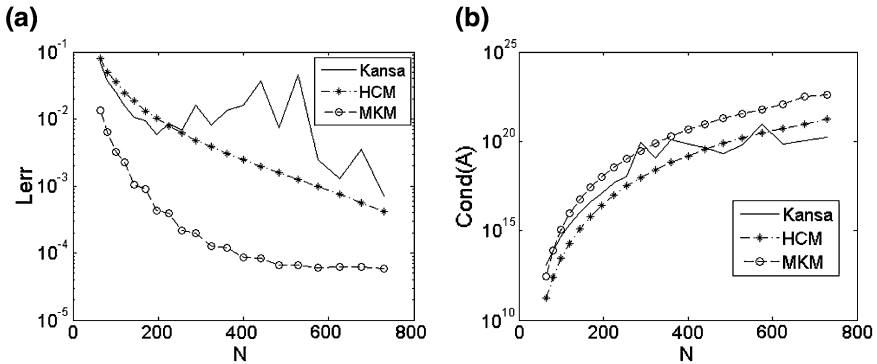 (a)
10^-1
10^-2
10^-3
10^-4
10^-5
Lerr
0 200 400 600 800
N
Kansa
HCM
MKM
(b)
10^25
10^20
10^15
10^10
Cond(A)
0 200 400 600 800
N
Kansa
HCM
MKM